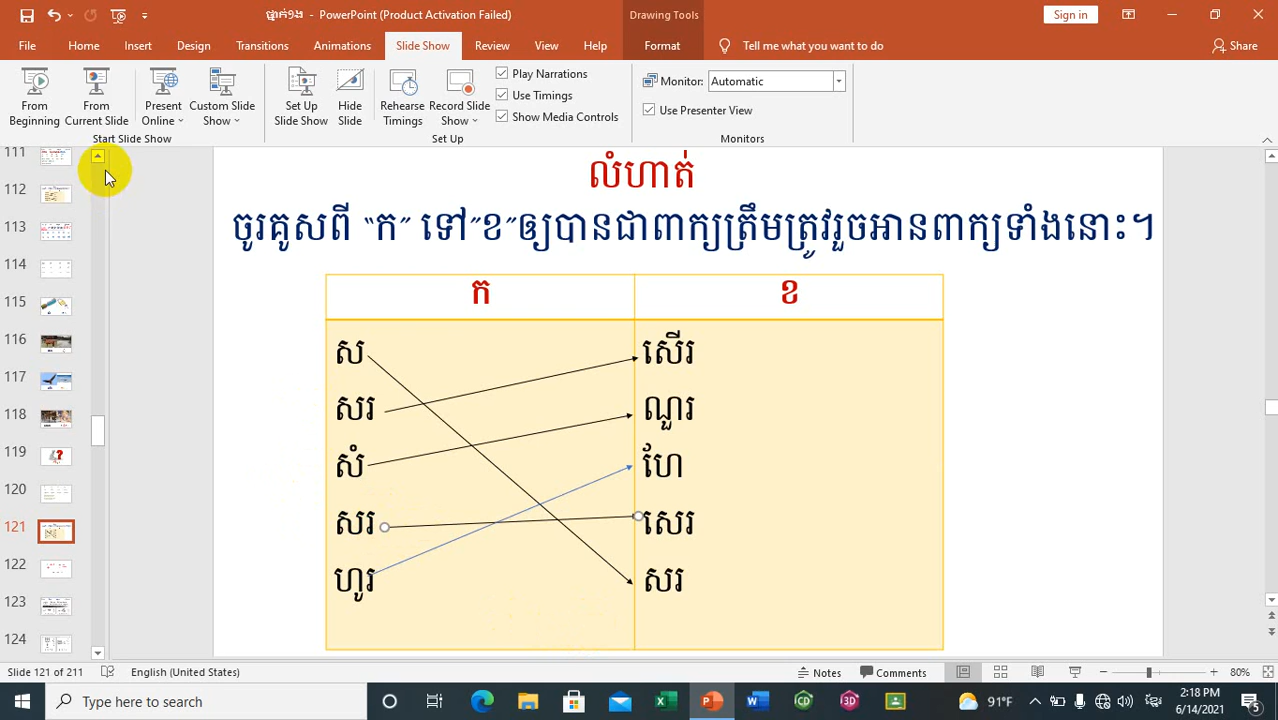 ថ្នាក់១ង - PowerPoint (Product Activation Failed)
Drawing Tools
Sign in
File Home Insert Design Transitions Animations Slide Show Review View Help Format Tell me what you want to do Share
From Beginning
From Current Slide
Present Online
Custom Slide Show
Set Up Slide Show
Hide Slide
Rehearse Timings
Record Slide Show
Play Narrations
Use Timings
Show Media Controls
Monitor: Automatic
Use Presenter View
Start Slide Show
Set Up
Monitors
111
112
113
114
115
116
117
118
119
120
121
122
123
124
លំហាត់
ចូរគូសពី “ក” ទៅ”ខ”ឲ្យបានជាពាក្យត្រឹមត្រូវរួចអានពាក្យទាំងនោះ។
ក ខ
ស សើរ
សរ ណួរ
សំ ហែ
សរ សេរ
ហូរ សរ
Slide 121 of 211 English (United States) Notes Comments 80%
Type here to search
91°F
2:18 PM
6/14/2021
5